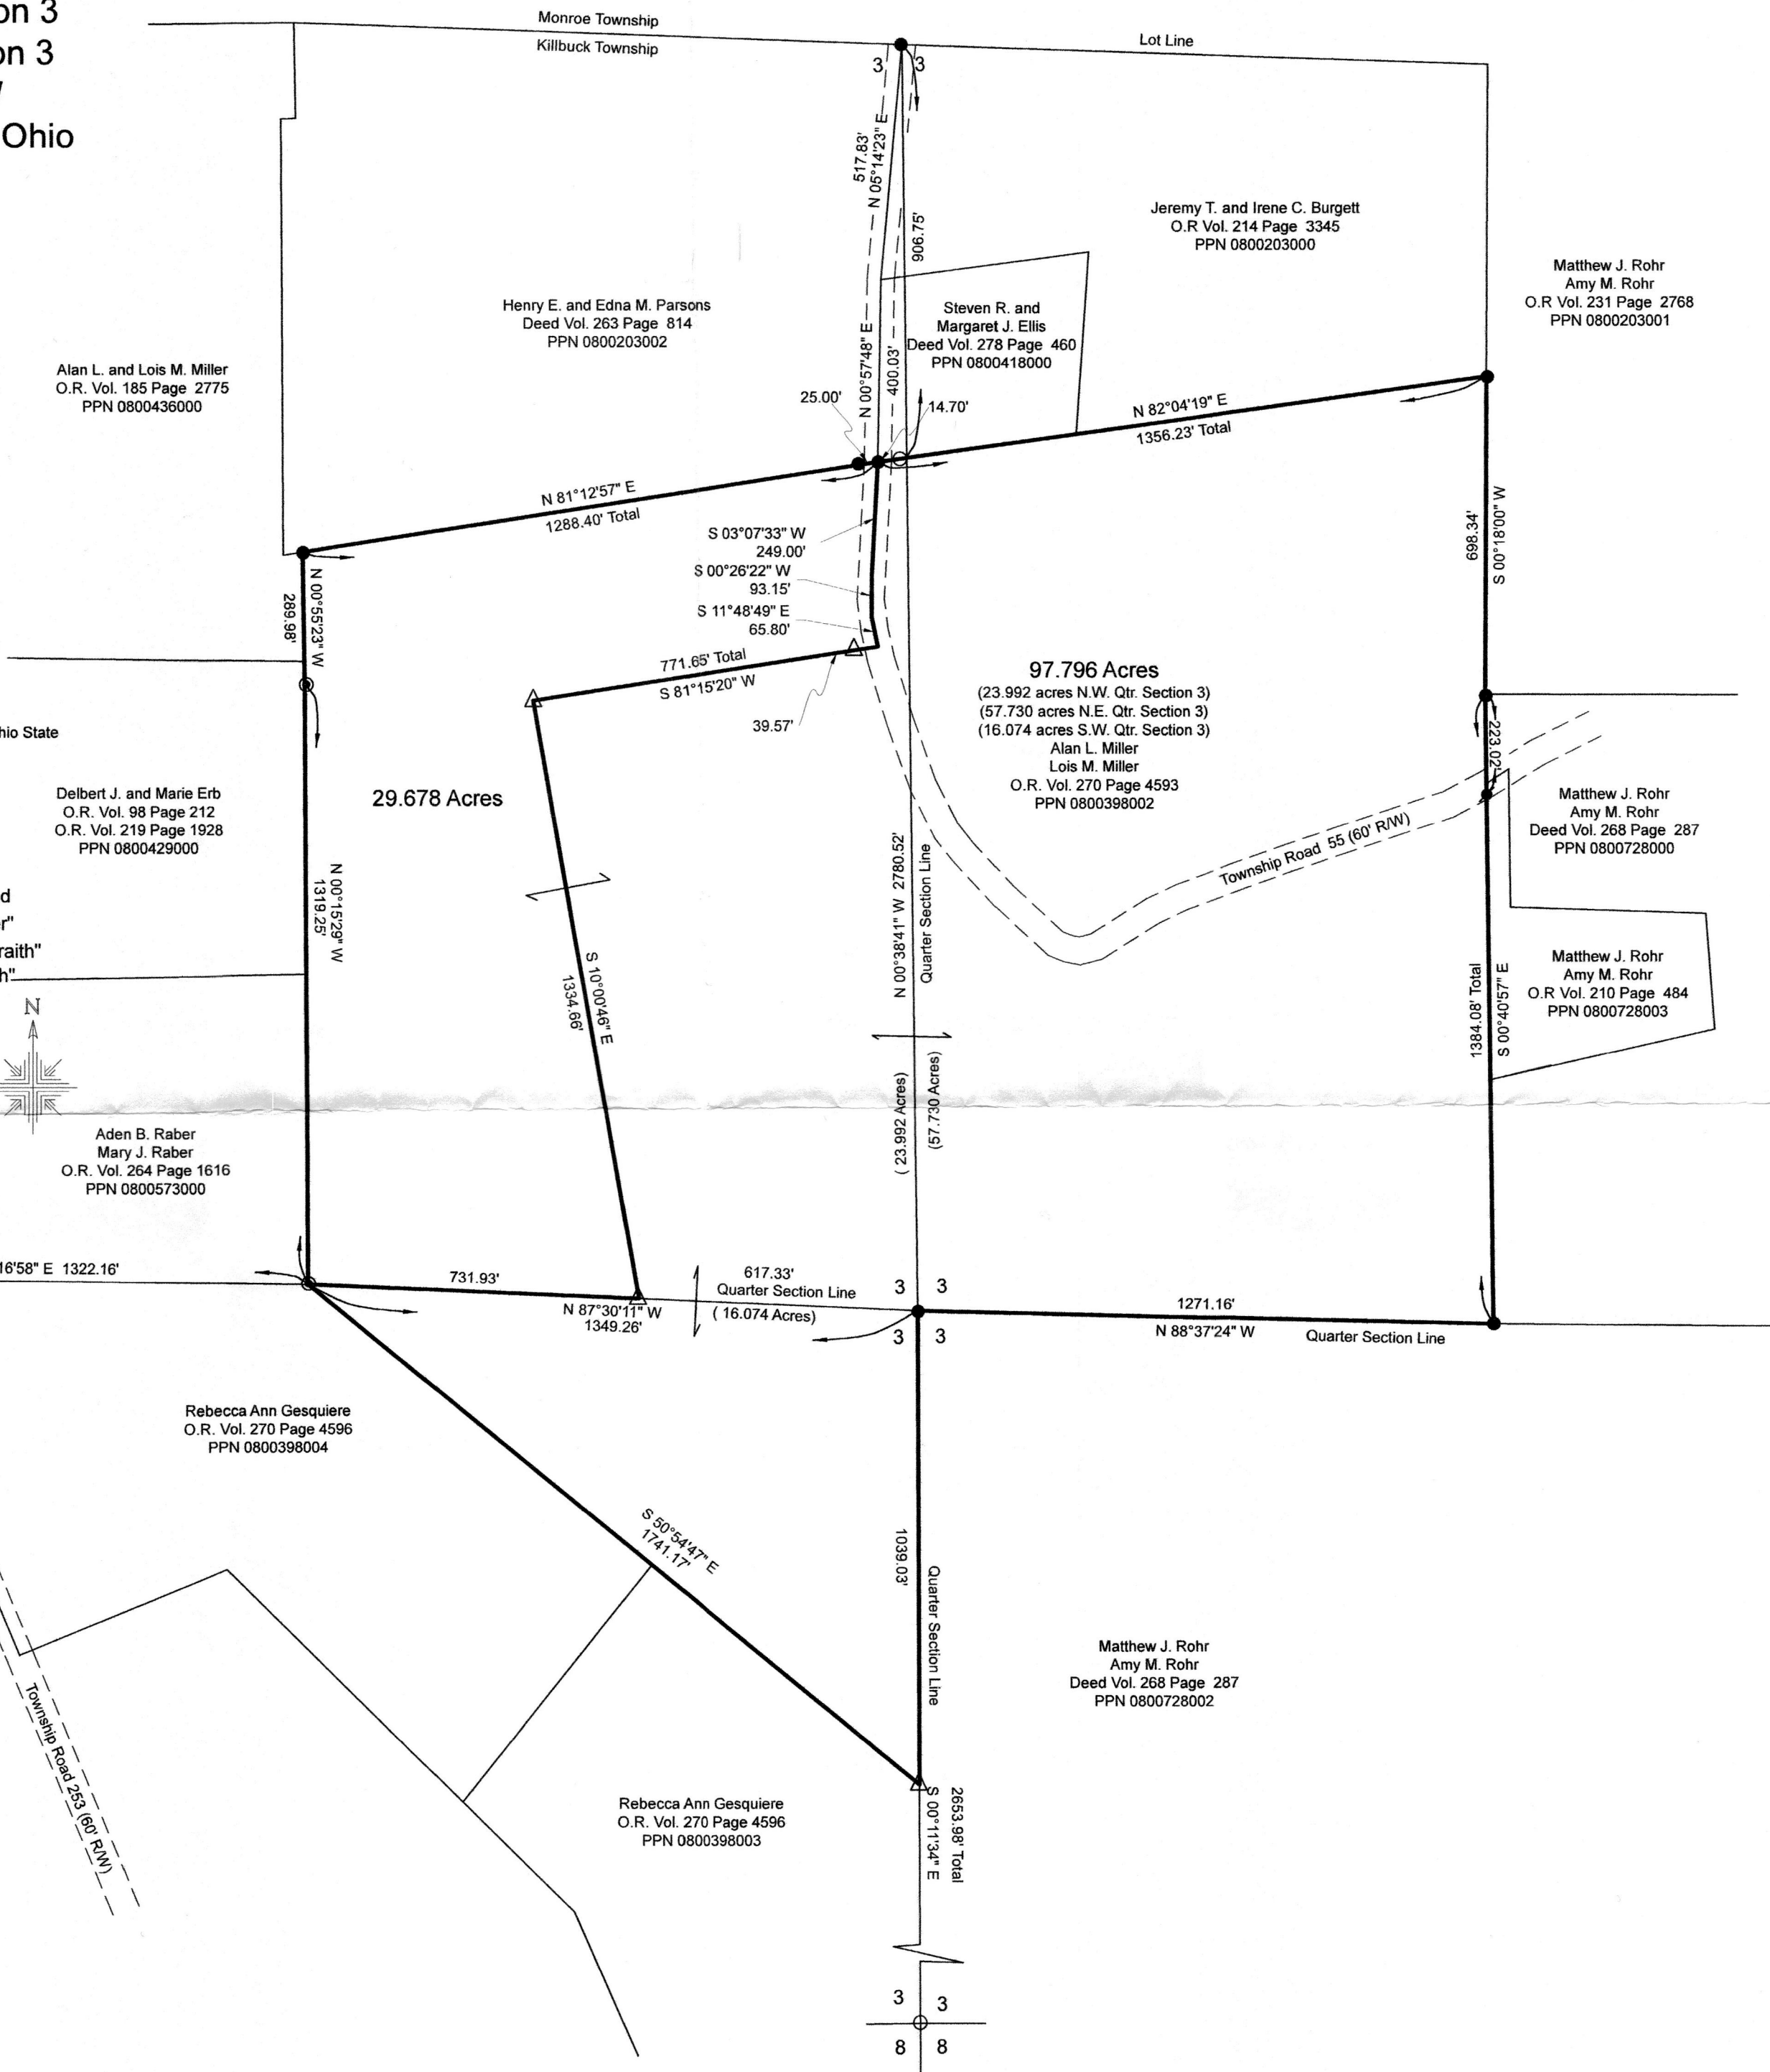 on 3
on 3
Ohio
Monroe Township
Killbuck Township
Lot Line
3
3
517.83'
N 05°14'23" E
906.75'
Jeremy T. and Irene C. Burgett
O.R Vol. 214 Page 3345
PPN 0800203000
Matthew J. Rohr
Amy M. Rohr
O.R Vol. 231 Page 2768
PPN 0800203001
Henry E. and Edna M. Parsons
Deed Vol. 263 Page 814
PPN 0800203002
Steven R. and
Margaret J. Ellis
Deed Vol. 278 Page 460
PPN 0800418000
Alan L. and Lois M. Miller
O.R. Vol. 185 Page 2775
PPN 0800436000
N 00°57'48" E
400.03'
25.00'
14.70'
N 82°04'19" E
1356.23' Total
N 81°12'57" E
1288.40' Total
S 03°07'33" W
249.00'
S 00°26'22" W
93.15'
S 11°48'49" E
65.80'
698.34'
S 00°18'00" W
N 00°55'23" W
289.98'
771.65' Total
S 81°15'20" W
39.57'
97.796 Acres
(23.992 acres N.W. Qtr. Section 3)
(57.730 acres N.E. Qtr. Section 3)
(16.074 acres S.W. Qtr. Section 3)
Alan L. Miller
Lois M. Miller
O.R. Vol. 270 Page 4593
PPN 0800398002
223.02'
hio State
Delbert J. and Marie Erb
O.R. Vol. 98 Page 212
O.R. Vol. 219 Page 1928
PPN 0800429000
29.678 Acres
Township Road 55 (60' R/W)
Matthew J. Rohr
Amy M. Rohr
Deed Vol. 268 Page 287
PPN 0800728000
N 00°15'29" W
1319.25'
N 00°38'41" W 2780.52'
Quarter Section Line
d
r"
raith"
h"
N
S 10°00'46" E
1334.66'
1384.08' Total
S 00°40'57" E
Matthew J. Rohr
Amy M. Rohr
O.R Vol. 210 Page 484
PPN 0800728003
( 23.992 Acres)
(57.730 Acres)
Aden B. Raber
Mary J. Raber
O.R. Vol. 264 Page 1616
PPN 0800573000
16'58" E 1322.16'
731.93'
617.33'
Quarter Section Line
N 87°30'11" W
1349.26'
( 16.074 Acres)
3
3
3
3
1271.16'
N 88°37'24" W
Quarter Section Line
Rebecca Ann Gesquiere
O.R. Vol. 270 Page 4596
PPN 0800398004
S 50°54'47" E
1741.17'
1039.03'
Quarter Section Line
Matthew J. Rohr
Amy M. Rohr
Deed Vol. 268 Page 287
PPN 0800728002
Township Road 253 (60' R/W)
Rebecca Ann Gesquiere
O.R. Vol. 270 Page 4596
PPN 0800398003
2653.98' Total
S 00°11'34" E
3
3
8
8